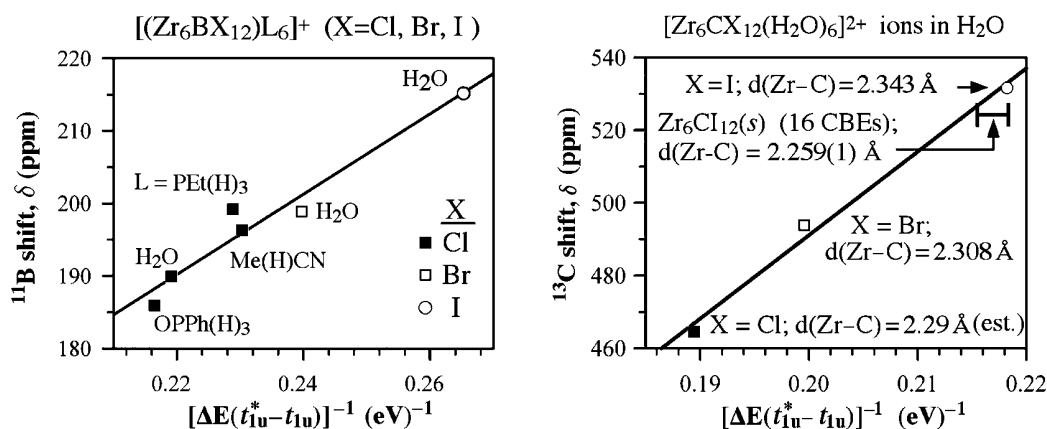 [(Zr6BX12)L6]+ (X=Cl, Br, I )
220
210
200
190
180
11B shift, δ (ppm)
H2O
L = PEt(H)3
H2O
H2O
Me(H)CN
OPPh(H)3
X
Cl
Br
I
0.22
0.24
0.26
[ΔE(t*1u–t1u)]-1 (eV)-1
[Zr6CX12(H2O)6]2+ ions in H2O
540
520
500
480
460
13C shift, δ (ppm)
X = I; d(Zr–C) = 2.343 Å
Zr6CI12(s) (16 CBEs);
d(Zr-C) = 2.259(1) Å
X = Br;
d(Zr–C) = 2.308Å
X = Cl; d(Zr–C) = 2.29 Å (est.)
0.19
0.20
0.21
0.22
[ΔE(t*1u–t1u)]-1 (eV)-1